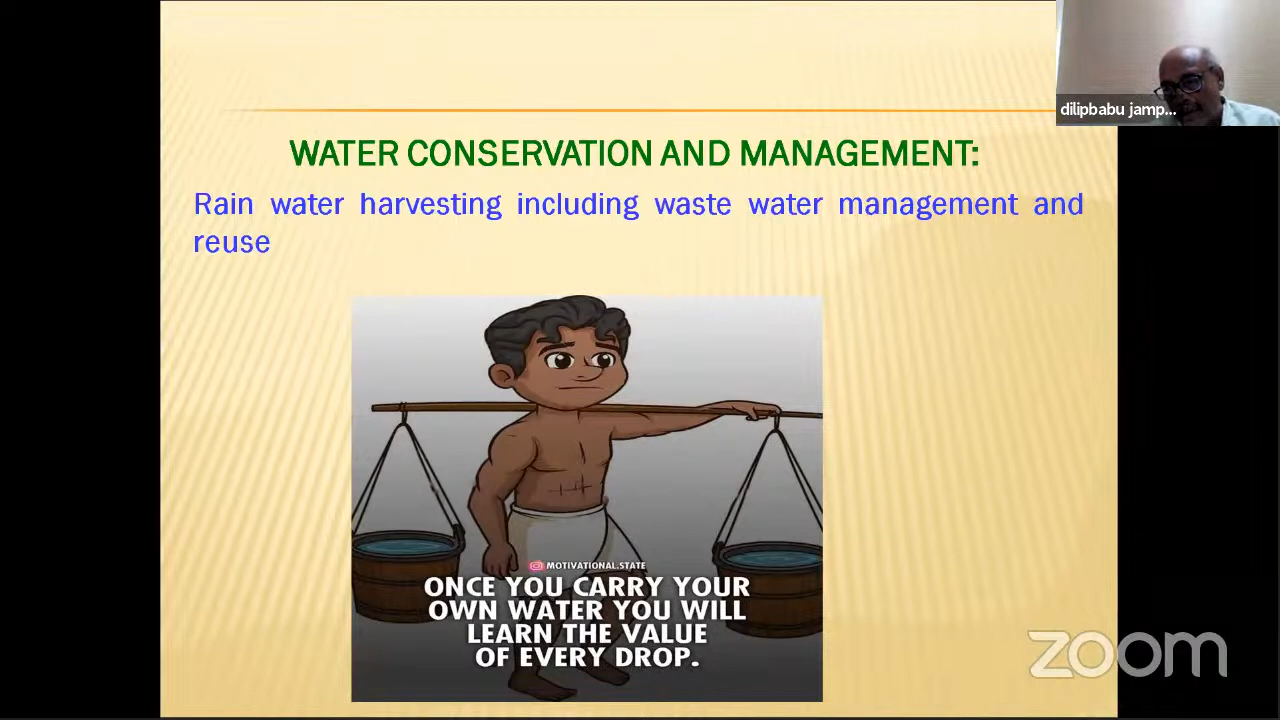 dilipbabu jamp...
WATER CONSERVATION AND MANAGEMENT:
Rain water harvesting including waste water management and
reuse
MOTIVATIONAL.STATE
ONCE YOU CARRY YOUR
OWN WATER YOU WILL
LEARN THE VALUE
OF EVERY DROP.
zoom